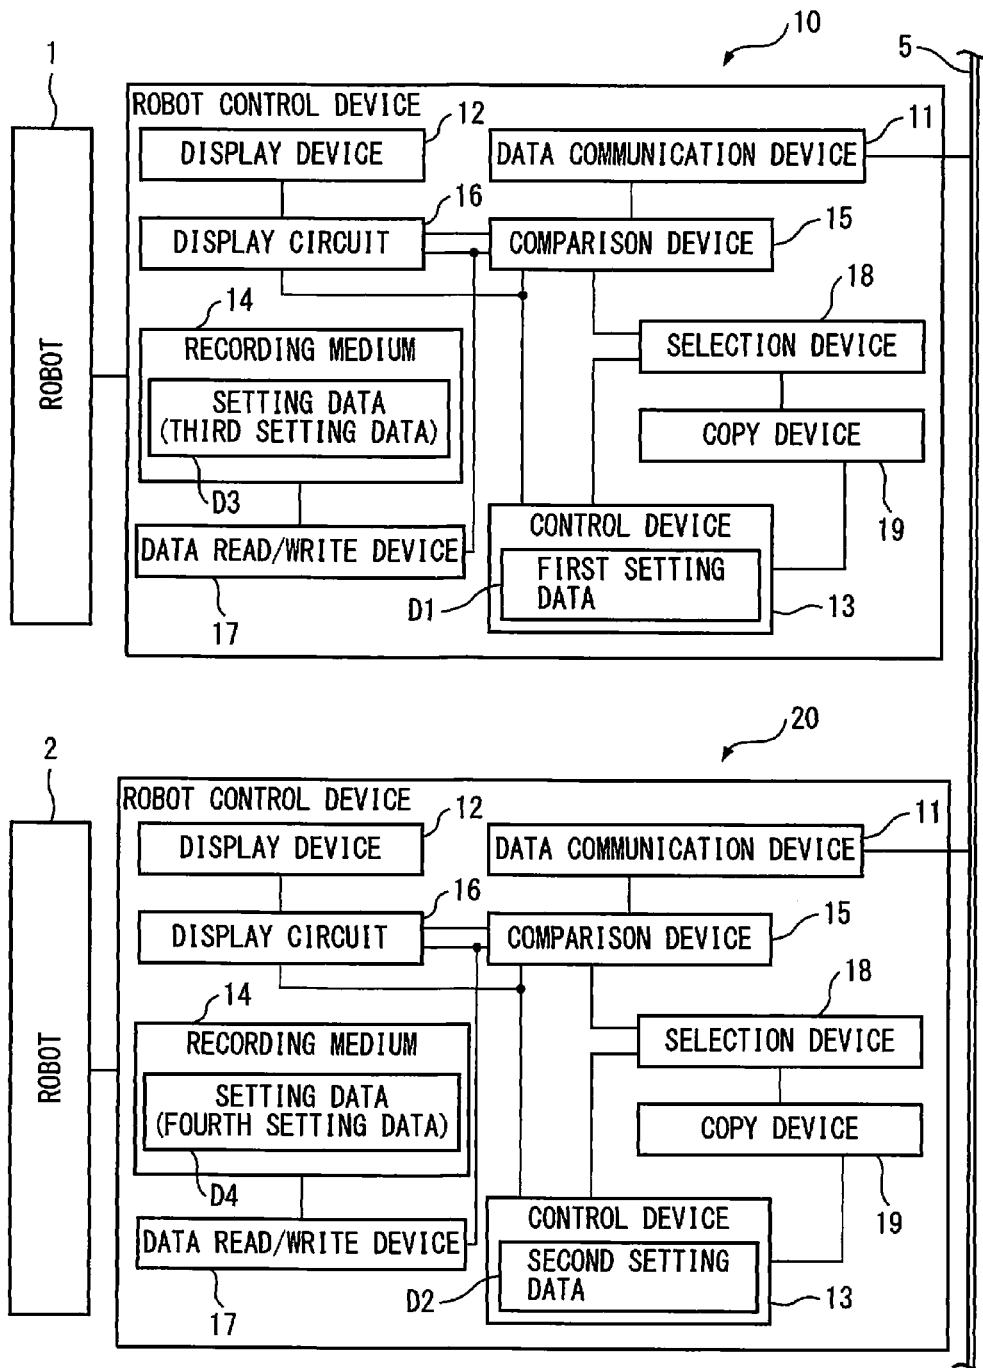 10
1
5
ROBOT CONTROL DEVICE
12
11
DISPLAY DEVICE
DATA COMMUNICATION DEVICE
16
15
DISPLAY CIRCUIT
COMPARISON DEVICE
14
18
RECORDING MEDIUM
SELECTION DEVICE
ROBOT
SETTING DATA
(THIRD SETTING DATA)
COPY DEVICE
D3
19
CONTROL DEVICE
DATA READ/WRITE DEVICE
FIRST SETTING
DATA
D1
13
17
20
2
ROBOT CONTROL DEVICE
12
11
DISPLAY DEVICE
DATA COMMUNICATION DEVICE
16
15
DISPLAY CIRCUIT
COMPARISON DEVICE
14
18
RECORDING MEDIUM
SELECTION DEVICE
ROBOT
SETTING DATA
(FOURTH SETTING DATA)
COPY DEVICE
D4
19
CONTROL DEVICE
DATA READ/WRITE DEVICE
SECOND SETTING
DATA
D2
13
17